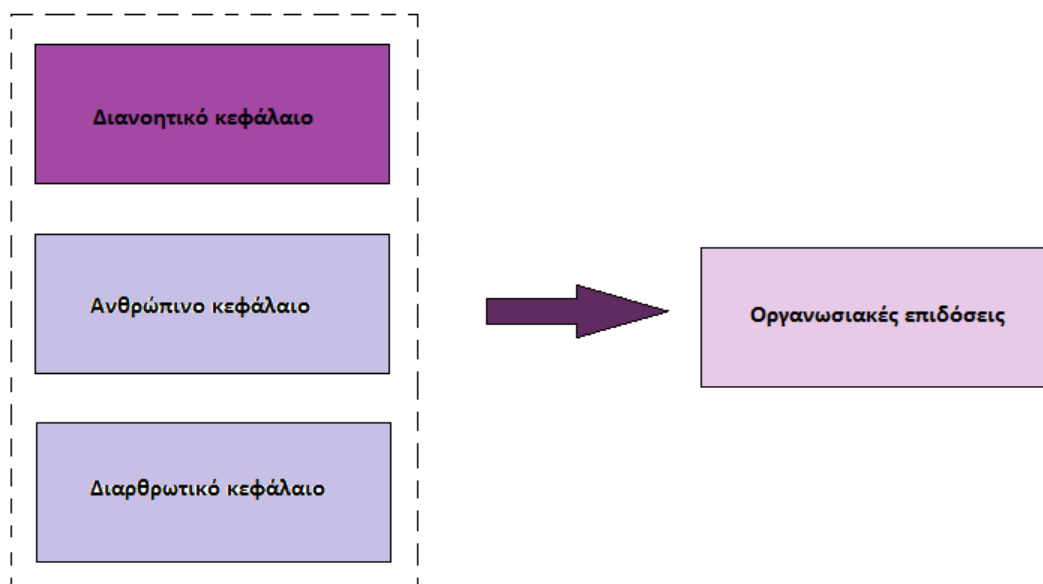 Διανοητικό κεφάλαιο
Ανθρώπινο κεφάλαιο
Οργανωσιακές επιδόσεις
Διαρθρωτικό κεφάλαιο